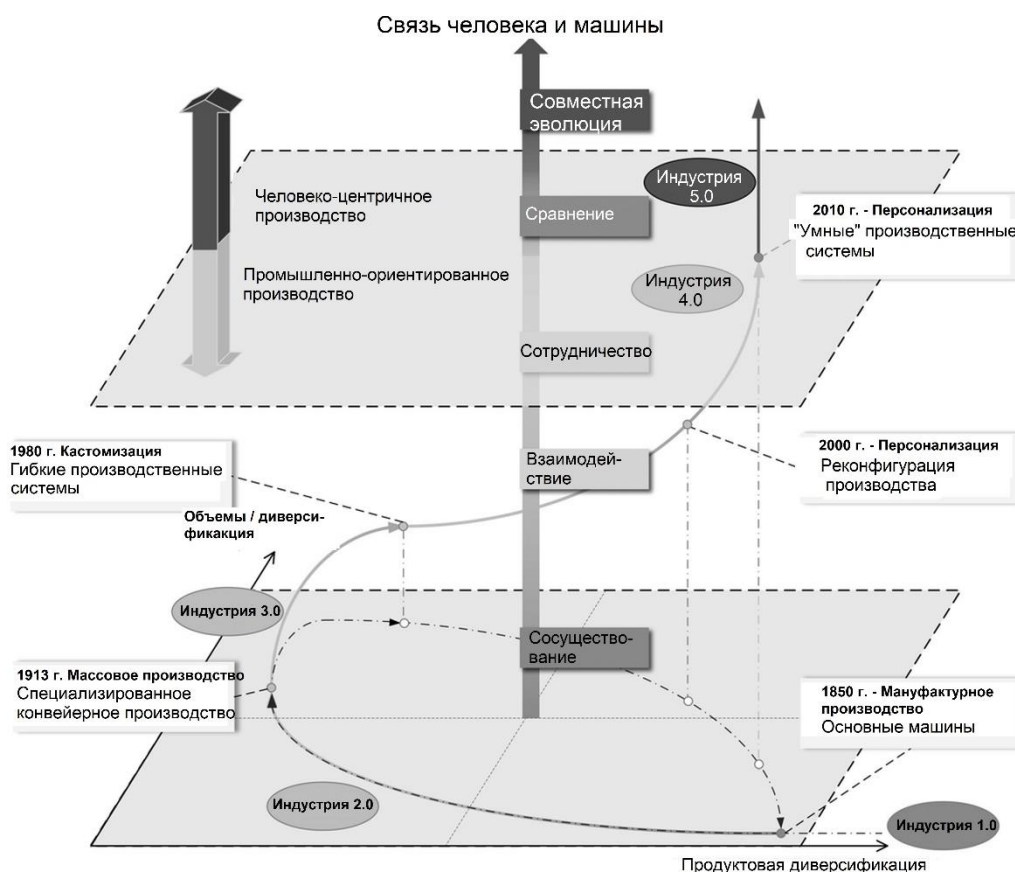 Связь человека и машины
Совместная
эволюция
Человеко-центричное
производство
Индустрия
5.0
Сравнение
2010 г. - Персонализация
"Умные" производственные
системы
Промышленно-ориентированное
производство
Индустрия
4.0
Сотрудничество
1980 г. Кастомизация
Гибкие производственные
системы
Взаимодей-
ствие
2000 г. - Персонализация
Реконфигурация
производства
Объемы / диверси-
фикакция
Индустрия 3.0
Сосущество-
вание
1913 г. Массовое производство
Специализированное
конвейерное производство
1850 г. - Мануфактурное
производство
Основные машины
Индустрия 2.0
Индустрия 1.0
Продуктовая диверсификация